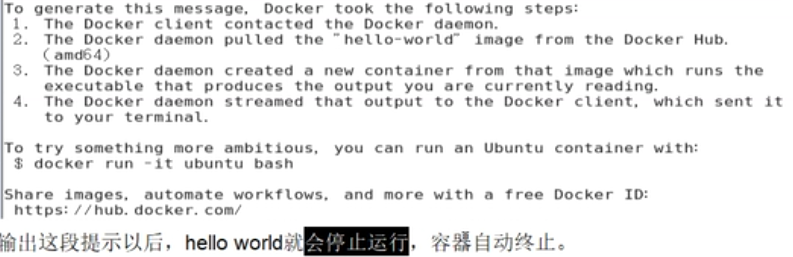 To generate this message, Docker took the following steps:
1. The Docker client contacted the Docker daemon.
2. The Docker daemon pulled the "hello-world" image from the Docker Hub.
(amd64)
3. The Docker daemon created a new container from that image which runs the
executable that produces the output you are currently reading.
4. The Docker daemon streamed that output to the Docker client, which sent it
to your terminal.
To try something more ambitious, you can run an Ubuntu container with:
$ docker run -it ubuntu bash
Share images, automate workflows, and more with a free Docker ID:
https://hub.docker.com/
输出这段提示以后，hello world就会停止运行，容器自动终止。